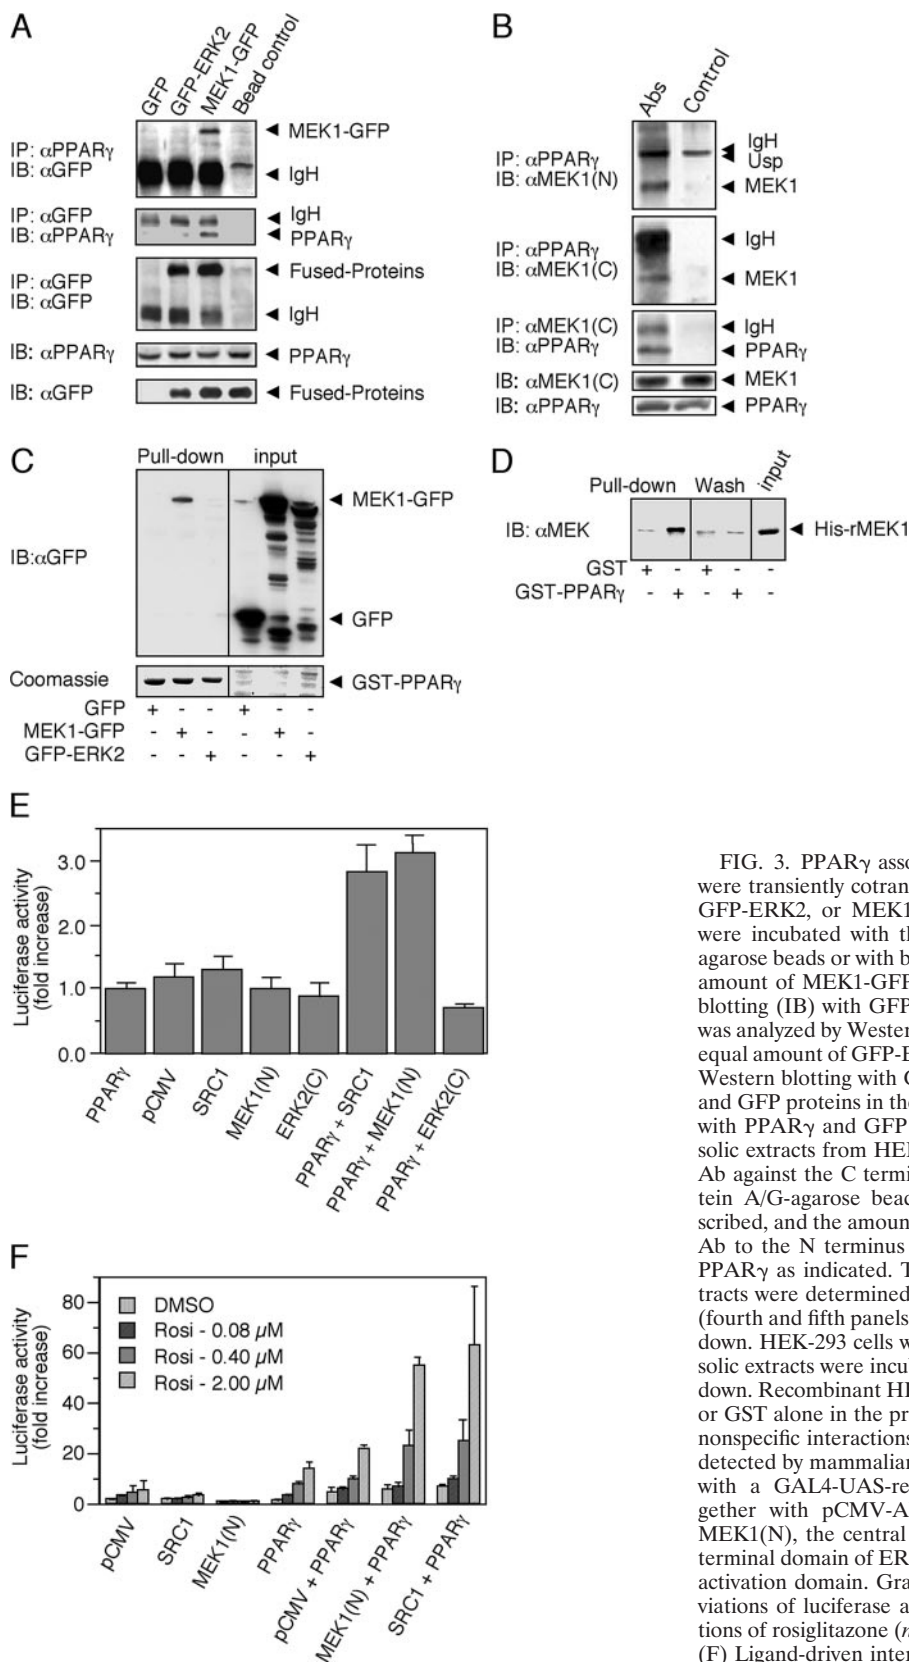 A
GFP
GFP-ERK2
MEK1-GFP
Bead control
IP: αPPARγ
IB: αGFP
MEK1-GFP
IgH
IP: αGFP
IB: αPPARγ
IgH
PPARγ
IP: αGFP
IB: αGFP
Fused-Proteins
IgH
IB: αPPARγ
PPARγ
IB: αGFP
Fused-Proteins
B
Abs
Control
IP: αPPARγ
IB: αMEK1(N)
IgH
Usp
MEK1
IP: αPPARγ
IB: αMEK1(C)
IgH
MEK1
IP: αMEK1(C)
IB: αPPARγ
IgH
PPARγ
IB: αMEK1(C)
MEK1
IB: αPPARγ
PPARγ
C
Pull-down input
IB:αGFP
MEK1-GFP
GFP
Coomassie
GST-PPARγ
GFP + - - + - -
MEK1-GFP - + - - + -
GFP-ERK2 - - + - - +
D
Pull-down Wash input
IB: αMEK
His-rMEK1
GST + - + - -
GST-PPARγ - + - + -
E
Luciferase activity
(fold increase)
3.0
2.0
1.0
0.0
PPARγ
pCMV
SRC1
MEK1(N)
ERK2(C)
PPARγ + SRC1
PPARγ + MEK1(N)
PPARγ + ERK2(C)
F
Luciferase activity
(fold increase)
80
60
40
20
0
DMSO
Rosi - 0.08 μM
Rosi - 0.40 μM
Rosi - 2.00 μM
pCMV
SRC1
MEK1(N)
PPARγ
pCMV + PPARγ
MEK1(N) + PPARγ
SRC1 + PPARγ
FIG. 3. PPARγ asso
were transiently cotran
GFP-ERK2, or MEK1
were incubated with th
agarose beads or with b
amount of MEK1-GFP
blotting (IB) with GFP
was analyzed by Wester
equal amount of GFP-E
Western blotting with C
and GFP proteins in the
with PPARγ and GFP
solic extracts from HEI
Ab against the C termi
tein A/G-agarose bead
scribed, and the amoun
Ab to the N terminus
PPARγ as indicated. T
tracts were determined
(fourth and fifth panels
down. HEK-293 cells w
solic extracts were incul
down. Recombinant HI
or GST alone in the pr
nonspecific interactions
detected by mammalian
with a GAL4-UAS-re
gether with pCMV-A
MEK1(N), the central
terminal domain of ER
activation domain. Gra
viations of luciferase a
tions of rosiglitazone (n
(F) Ligand-driven inter